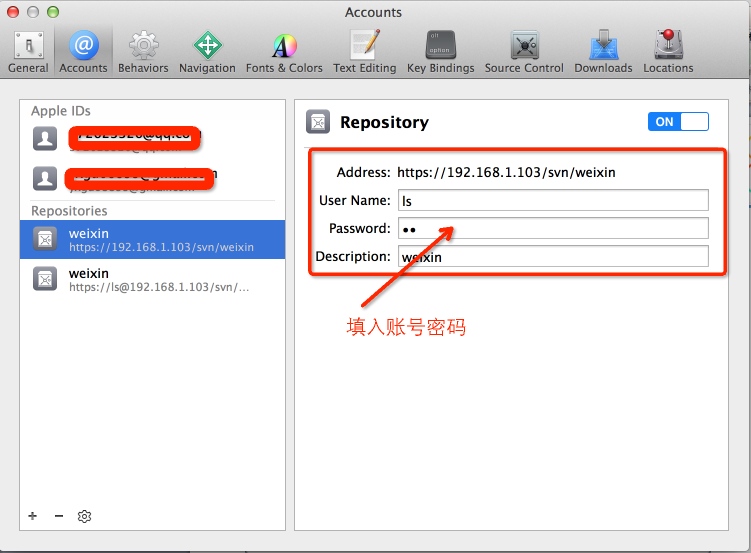 Accounts
General Accounts Behaviors Navigation Fonts & Colors Text Editing Key Bindings Source Control Downloads Locations
Apple IDs
Repositories
weixin
https://192.168.1.103/svn/weixin
weixin
https://ls@192.168.1.103/svn/...
Repository
ON
Address: https://192.168.1.103/svn/weixin
User Name: ls
Password: ••
Description: weixin
填入账号密码